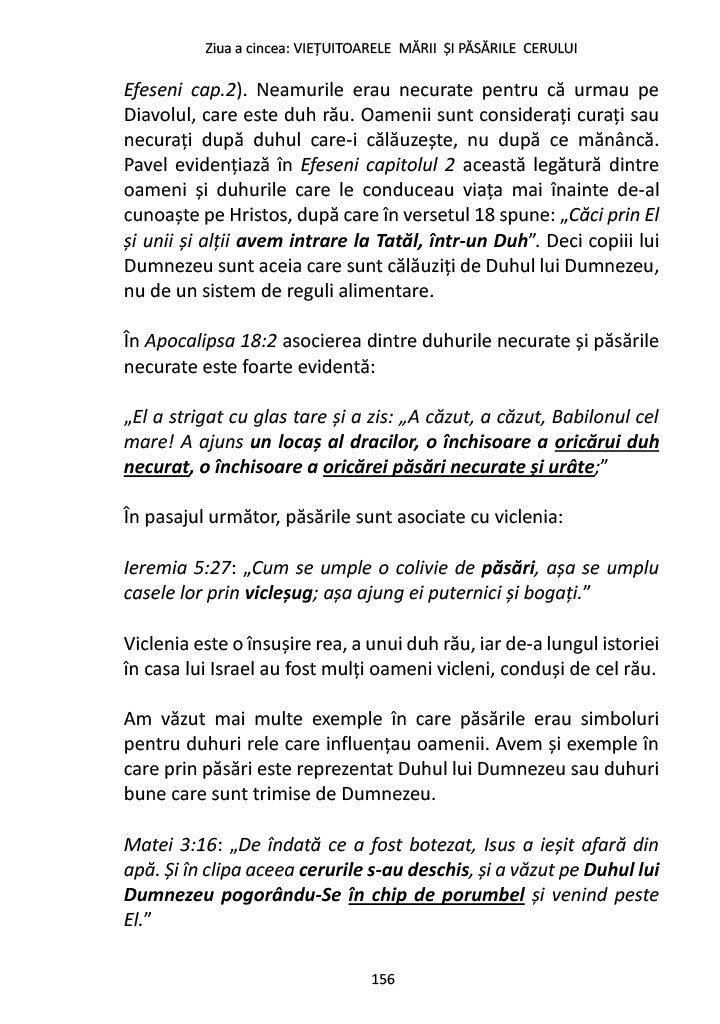 Ziua a cincea: VIEȚUITOARELE MĂRII ȘI PĂSĂRILE CERULUI
Efeseni cap.2). Neamurile erau necurate pentru că urmau pe
Diavolul, care este duh rău. Oamenii sunt considerați curați sau
necurați după duhul care-i călăuzește, nu după ce mănâncă.
Pavel evidențiază în Efeseni capitolul 2 această legătură dintre
oameni și duhurile care le conduceau viața mai înainte de-al
cunoaște pe Hristos, după care în versetul 18 spune: „Căci prin El
și unii și alții avem intrare la Tatăl, într-un Duh”. Deci copiii lui
Dumnezeu sunt aceia care sunt călăuziți de Duhul lui Dumnezeu,
nu de un sistem de reguli alimentare.
În Apocalipsa 18:2 asocierea dintre duhurile necurate și păsările
necurate este foarte evidentă:
„El a strigat cu glas tare și a zis: „A căzut, a căzut, Babilonul cel
mare! A ajuns un locaș al dracilor, o închisoare a oricărui duh
necurat, o închisoare a oricărei păsări necurate și urâte;”
În pasajul următor, păsările sunt asociate cu viclenia:
Ieremia 5:27: „Cum se umple o colivie de păsări, așa se umplu
casele lor prin vicleșug; așa ajung ei puternici și bogați.”
Viclenia este o însușire rea, a unui duh rău, iar de-a lungul istoriei
în casa lui Israel au fost mulți oameni vicleni, conduși de cel rău.
Am văzut mai multe exemple în care păsările erau simboluri
pentru duhuri rele care influențau oamenii. Avem și exemple în
care prin păsări este reprezentat Duhul lui Dumnezeu sau duhuri
bune care sunt trimise de Dumnezeu.
Matei 3:16: „De îndată ce a fost botezat, Isus a ieșit afară din
apă. Și în clipa aceea cerurile s-au deschis, și a văzut pe Duhul lui
Dumnezeu pogorându-Se în chip de porumbel și venind peste
El.”
156